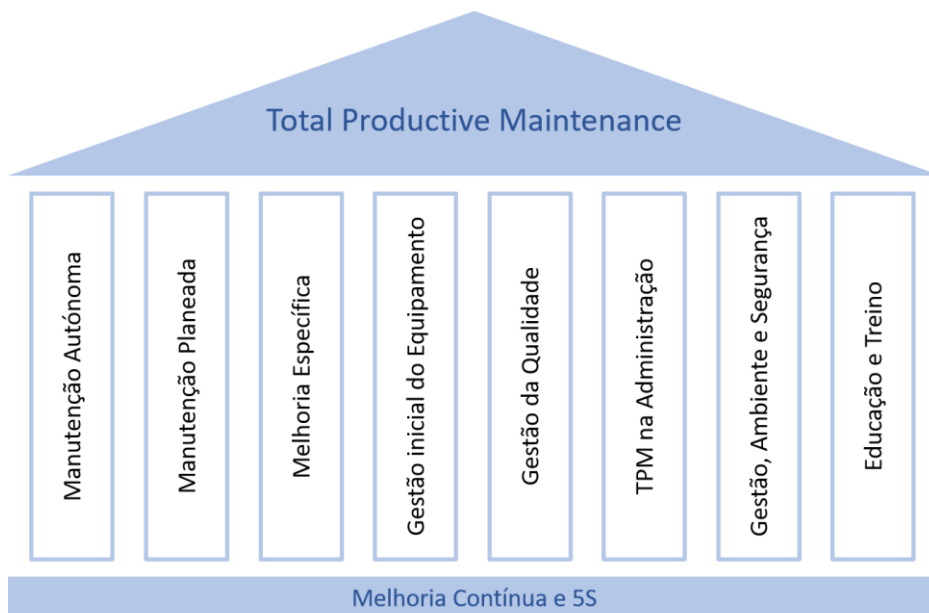 Total Productive Maintenance
Manutenção Autónoma
Manutenção Planeada
Melhoria Específica
Gestão inicial do Equipamento
Gestão da Qualidade
TPM na Administração
Gestão, Ambiente e Segurança
Educação e Treino
Melhoria Contínua e 5S